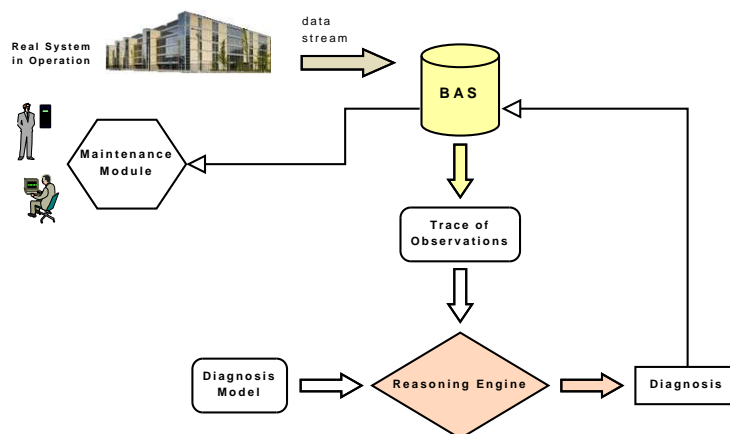 Real System
in Operation
data
stream
BAS
Maintenance
Module
Trace of
Observations
Diagnosis
Model
Reasoning Engine
Diagnosis